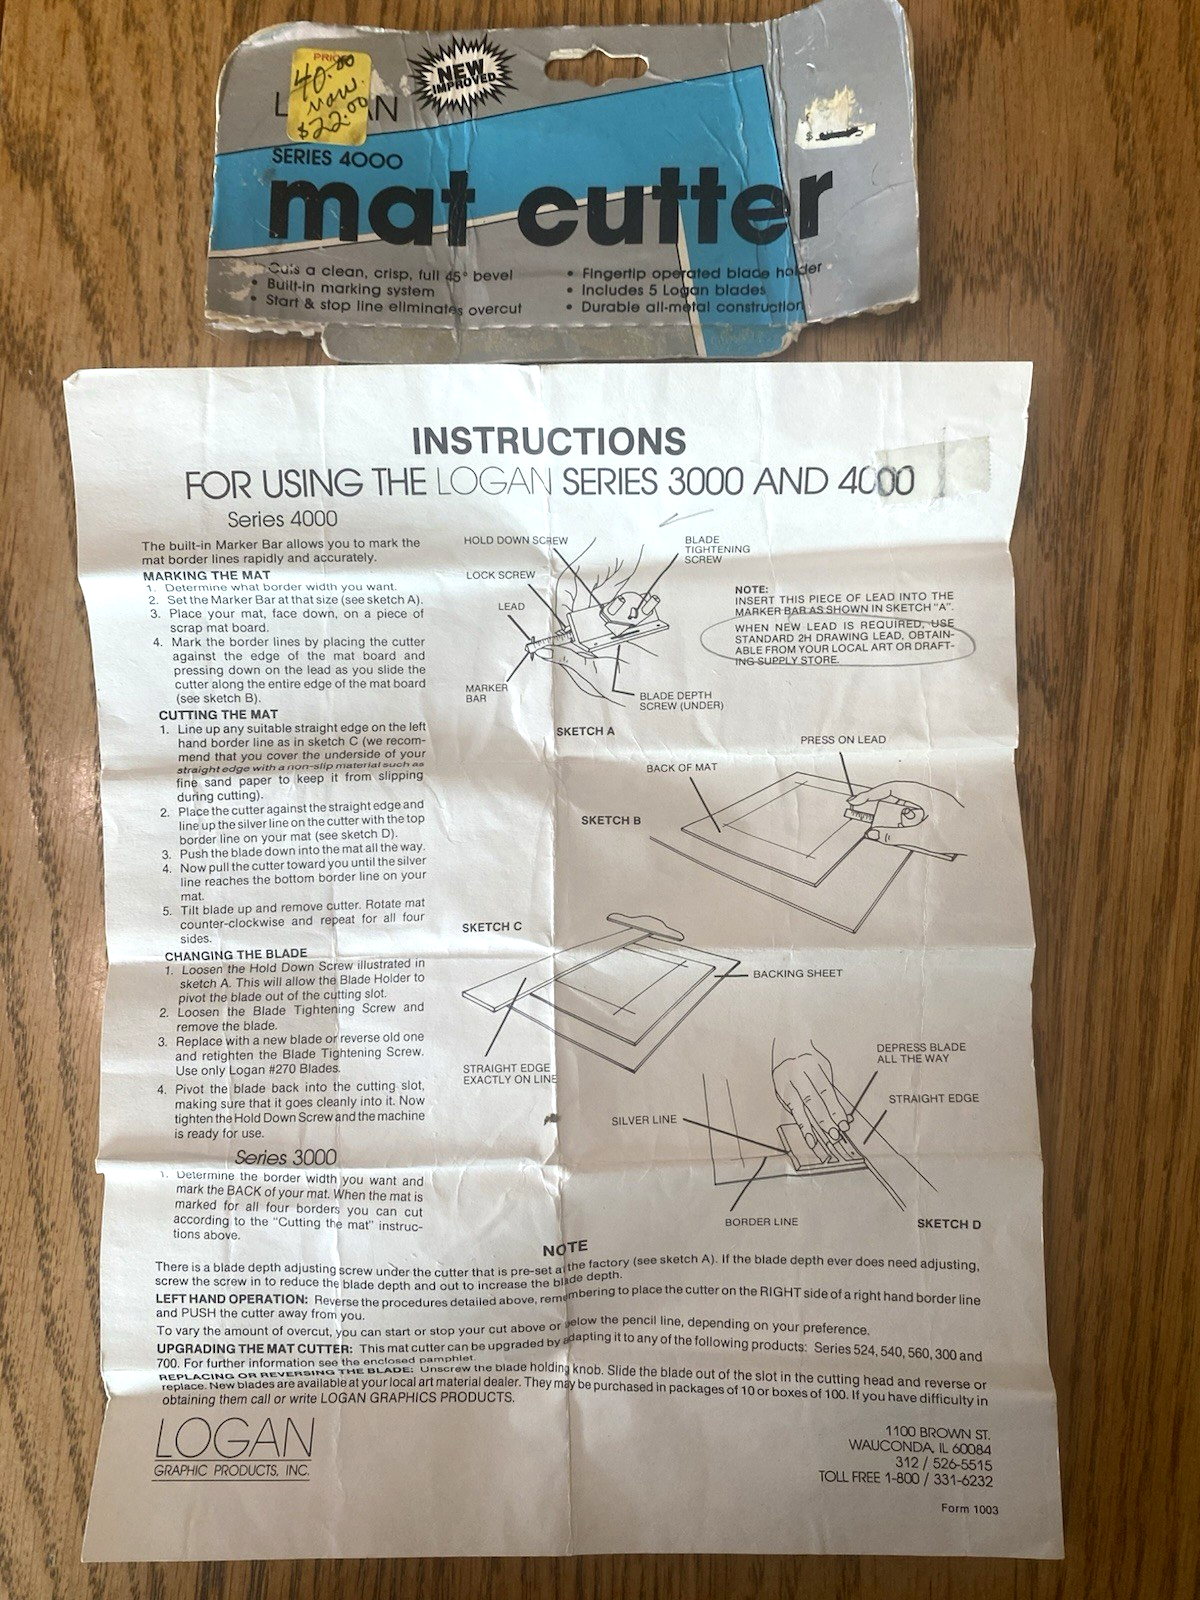 PRICE
40.00
Now
$22.00
NEW
IMPROVED
$
SERIES 4000
mat cutter
Cuts a clean, crisp, full 45° bevel
• Built-in marking system
• Start & stop line eliminates overcut
• Fingertip operated blade holder
• Includes 5 Logan blades
• Durable all-metal construction
INSTRUCTIONS
FOR USING THE LOGAN SERIES 3000 AND 4000
Series 4000
The built-in Marker Bar allows you to mark the
mat border lines rapidly and accurately.
MARKING THE MAT
1. Determine what border width you want.
2. Set the Marker Bar at that size (see sketch A).
3. Place your mat, face down, on a piece of
scrap mat board.
4. Mark the border lines by placing the cutter
against the edge of the mat board and
pressing down on the lead as you slide the
cutter along the entire edge of the mat board
(see sketch B).
CUTTING THE MAT
1. Line up any suitable straight edge on the left
hand border line as in sketch C (we recom-
mend that you cover the underside of your
straight edge with a non-slip material such as
fine sand paper to keep it from slipping
during cutting).
2. Place the cutter against the straight edge and
line up the silver line on the cutter with the top
border line on your mat (see sketch D).
3. Push the blade down into the mat all the way.
4. Now pull the cutter toward you until the silver
line reaches the bottom border line on your
mat.
5. Tilt blade up and remove cutter. Rotate mat
counter-clockwise and repeat for all four
sides.
CHANGING THE BLADE
1. Loosen the Hold Down Screw illustrated in
sketch A. This will allow the Blade Holder to
pivot the blade out of the cutting slot.
2. Loosen the Blade Tightening Screw and
remove the blade.
3. Replace with a new blade or reverse old one
and retighten the Blade Tightening Screw.
Use only Logan #270 Blades.
4. Pivot the blade back into the cutting slot,
making sure that it goes cleanly into it. Now
tighten the Hold Down Screw and the machine
is ready for use.
Series 3000
1. Determine the border width you want and
mark the BACK of your mat. When the mat is
marked for all four borders you can cut
according to the "Cutting the mat" instruc-
tions above.
HOLD DOWN SCREW
BLADE
TIGHTENING
SCREW
LOCK SCREW
LEAD
MARKER
BAR
BLADE DEPTH
SCREW (UNDER)
SKETCH A
NOTE:
INSERT THIS PIECE OF LEAD INTO THE
MARKER BAR AS SHOWN IN SKETCH "A".
WHEN NEW LEAD IS REQUIRED, USE
STANDARD 2H DRAWING LEAD, OBTAIN-
ABLE FROM YOUR LOCAL ART OR DRAFT-
ING SUPPLY STORE.
PRESS ON LEAD
BACK OF MAT
SKETCH B
SKETCH C
BACKING SHEET
STRAIGHT EDGE
EXACTLY ON LINE
DEPRESS BLADE
ALL THE WAY
STRAIGHT EDGE
SILVER LINE
BORDER LINE
SKETCH D
NOTE
There is a blade depth adjusting screw under the cutter that is pre-set at the factory (see sketch A). If the blade depth ever does need adjusting,
screw the screw in to reduce the blade depth and out to increase the blade depth.
LEFT HAND OPERATION: Reverse the procedures detailed above, remembering to place the cutter on the RIGHT side of a right hand border line
and PUSH the cutter away from you.
To vary the amount of overcut, you can start or stop your cut above or below the pencil line, depending on your preference.
UPGRADING THE MAT CUTTER: This mat cutter can be upgraded by adapting it to any of the following products: Series 524, 540, 560, 300 and
700. For further information see the enclosed pamphlet.
REPLACING OR REVERSING THE BLADE: Unscrew the blade holding knob. Slide the blade out of the slot in the cutting head and reverse or
replace. New blades are available at your local art material dealer. They may be purchased in packages of 10 or boxes of 100. If you have difficulty in
obtaining them call or write LOGAN GRAPHICS PRODUCTS.
LOGAN
GRAPHIC PRODUCTS, INC.
1100 BROWN ST.
WAUCONDA, IL 60084
312 / 526-5515
TOLL FREE 1-800 / 331-6232
Form 1003